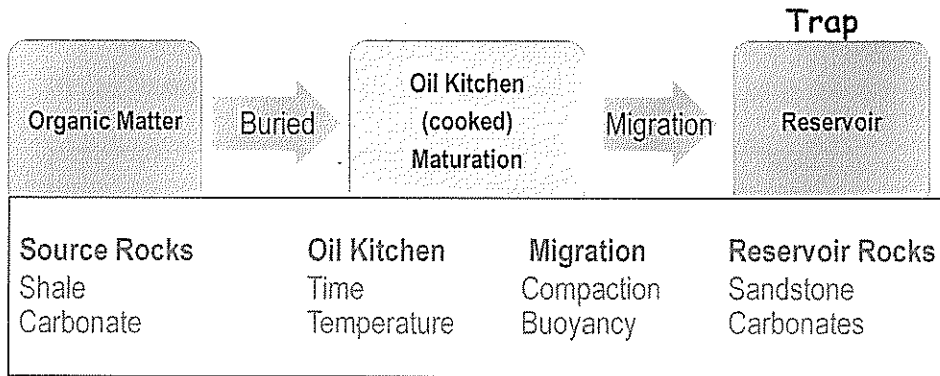 Trap
Organic Matter
Buried
Oil Kitchen
(cooked)
Maturation
Migration
Reservoir
Source Rocks
Shale
Carbonate
Oil Kitchen
Time
Temperature
Migration
Compaction
Buoyancy
Reservoir Rocks
Sandstone
Carbonates